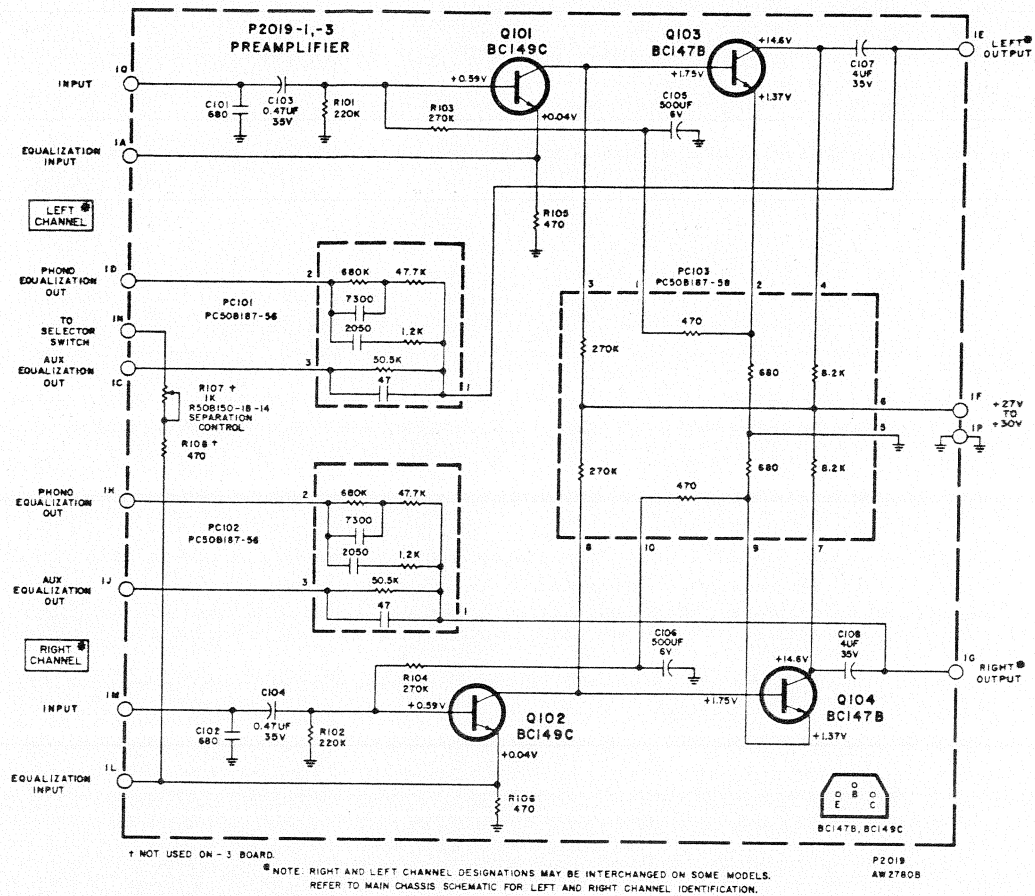 P2019-1,-3
PREAMPLIFIER
Q101
BC149C
Q103
BC147B
+14.6V
1E
LEFT*
OUTPUT
C107
4UF
35V
1Q
INPUT
+0.59V
+1.75V
C101
680
C103
0.47UF
35V
R101
220K
R103
270K
C105
500UF
6V
+0.04V
+1.37V
1A
EQUALIZATION
INPUT
LEFT *
CHANNEL
R105
470
1D
PHONO
EQUALIZATION
OUT
2
680K
47.7K
7300
2050
1.2K
PC101
PC50B187-56
PC103
PC50B187-58
3
1
2
4
470
1N
TO
SELECTOR
SWITCH
AUX
EQUALIZATION
OUT
1C
3
50.5K
47
1
270K
680
8.2K
R107 †
1K
R50B150-18-14
SEPARATION
CONTROL
6
1F
+27V
TO
+30V
5
1P
R108 †
470
270K
680
8.2K
470
1H
PHONO
EQUALIZATION
OUT
2
680K
47.7K
7300
2050
1.2K
PC102
PC50B187-56
8
10
9
7
1J
AUX
EQUALIZATION
OUT
3
50.5K
47
1
RIGHT *
CHANNEL
C106
500UF
6V
C108
4UF
35V
+14.6V
1G
RIGHT*
OUTPUT
R104
270K
1M
INPUT
C104
0.47UF
35V
+0.59V
+1.75V
C102
680
R102
220K
Q102
BC149C
Q104
BC147B
+0.04V
+1.37V
1L
EQUALIZATION
INPUT
R106
470
B
E C
BC147B, BC149C
† NOT USED ON -3 BOARD.
P2019
AW2780B
*NOTE: RIGHT AND LEFT CHANNEL DESIGNATIONS MAY BE INTERCHANGED ON SOME MODELS.
REFER TO MAIN CHASSIS SCHEMATIC FOR LEFT AND RIGHT CHANNEL IDENTIFICATION.